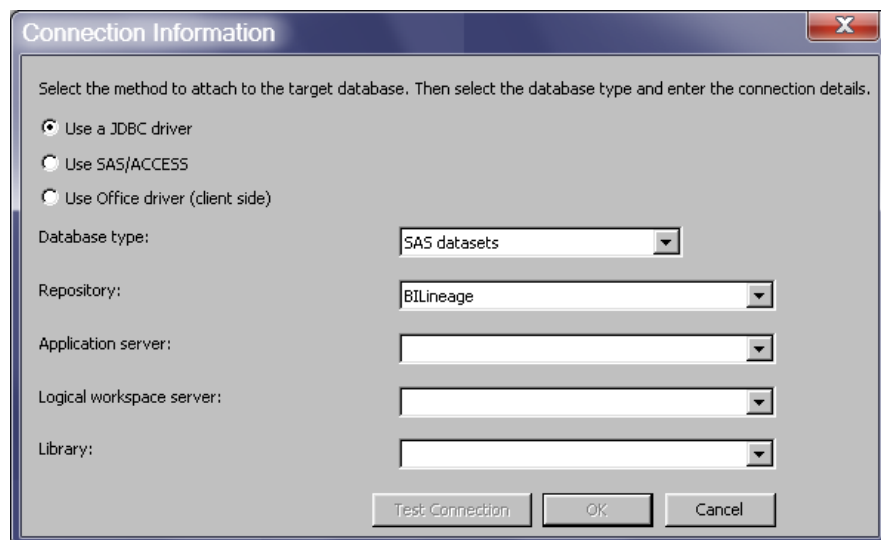 Connection Information
Select the method to attach to the target database. Then select the database type and enter the connection details.
Use a JDBC driver
Use SAS/ACCESS
Use Office driver (client side)
Database type: SAS datasets
Repository: BILineage
Application server:
Logical workspace server:
Library:
Test Connection OK Cancel